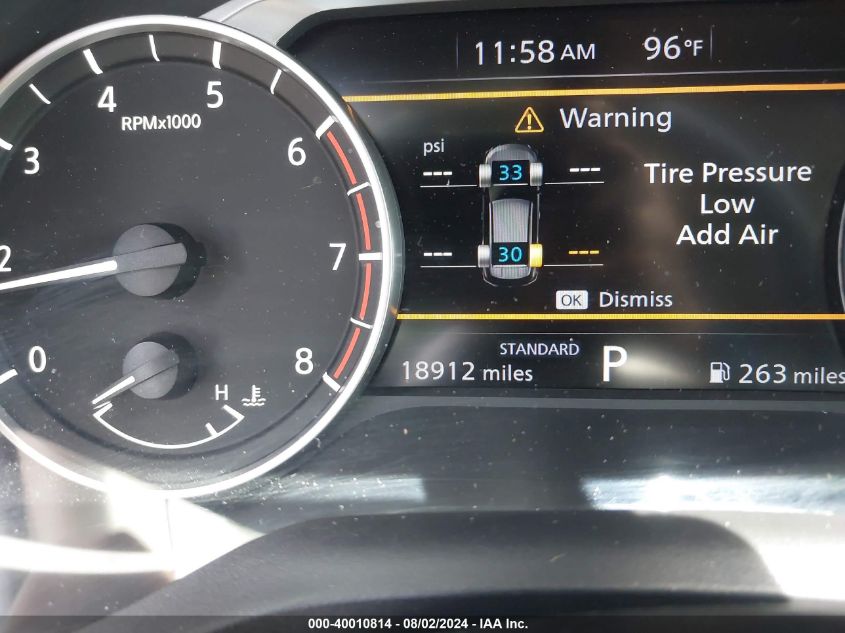 11:58 AM 96°F
Warning
psi
--- 33 ---
Tire Pressure
Low
Add Air
--- 30 ---
OK Dismiss
STANDARD
18912 miles P 263 miles
5
4
RPMx1000
6
3
7
2
8
0
H
000-40010814 - 08/02/2024 - IAA Inc.